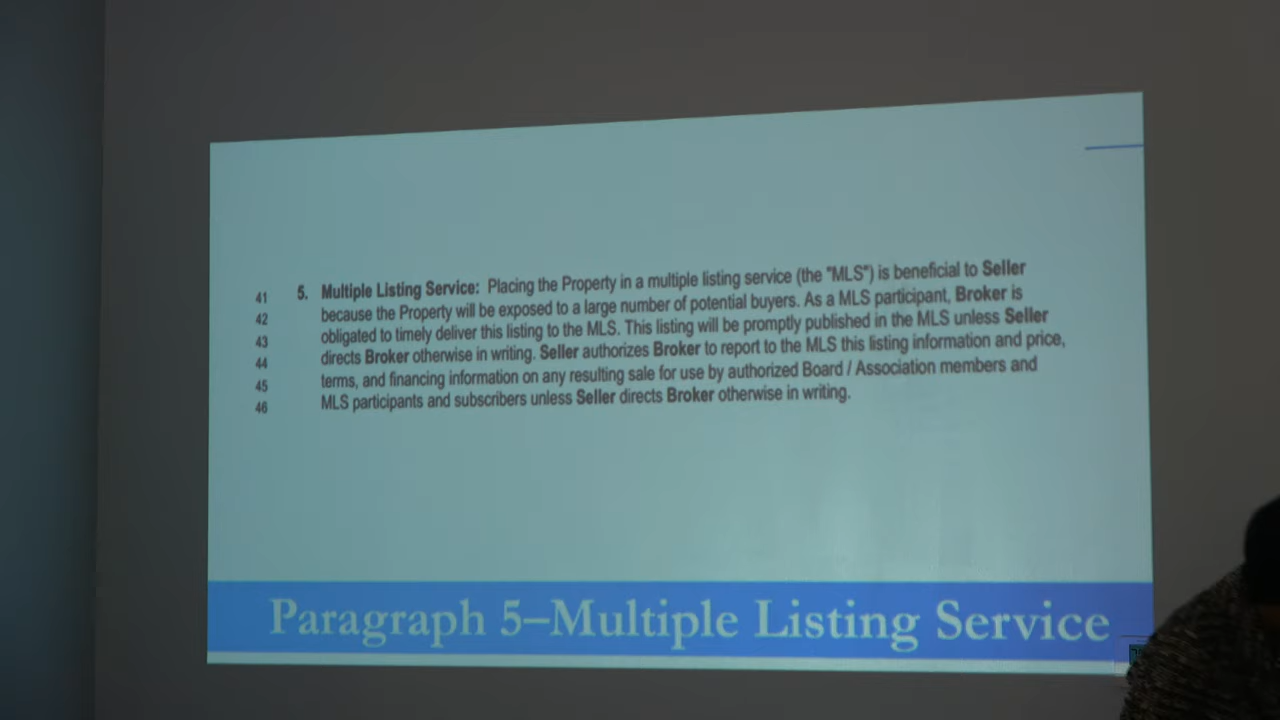 41 5. Multiple Listing Service: Placing the Property in a multiple listing service (the "MLS") is beneficial to Seller
42 because the Property will be exposed to a large number of potential buyers. As a MLS participant, Broker is
43 obligated to timely deliver this listing to the MLS. This listing will be promptly published in the MLS unless Seller
44 directs Broker otherwise in writing. Seller authorizes Broker to report to the MLS this listing information and price,
45 terms, and financing information on any resulting sale for use by authorized Board / Association members and
46 MLS participants and subscribers unless Seller directs Broker otherwise in writing.
Paragraph 5–Multiple Listing Service